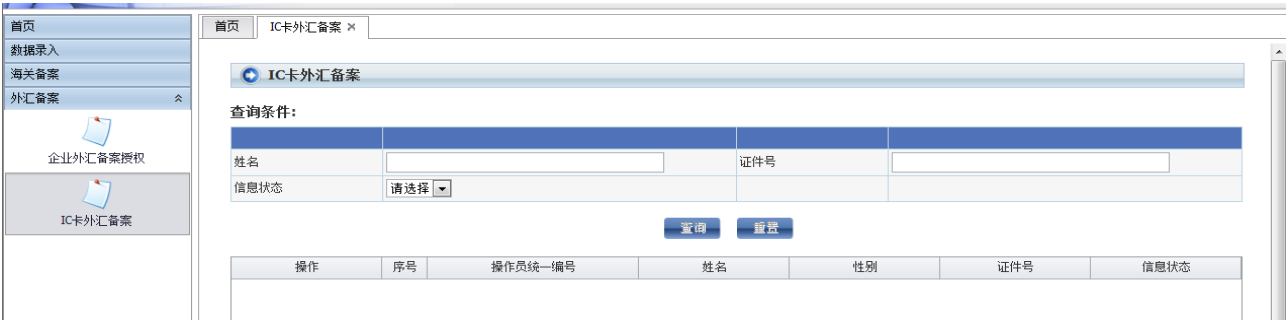 首页
数据录入
海关备案
外汇备案
企业外汇备案授权
IC卡外汇备案
首页 IC卡外汇备案
IC卡外汇备案
查询条件:
姓名 证件号
信息状态 请选择
查询 重置
操作 序号 操作员统一编号 姓名 性别 证件号 信息状态